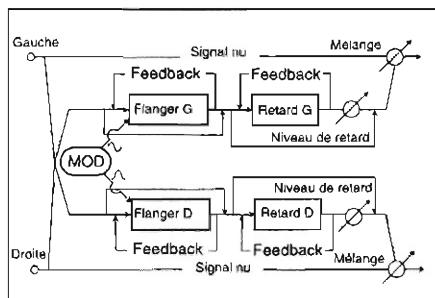 Gauche
Signal nu
Mélange
Feedback
Feedback
Flanger G
Retard G
Niveau de retard
MOD
Niveau de retard
Flanger D
Retard D
Feedback
Feedback
Droite
Signal nu
Mélange